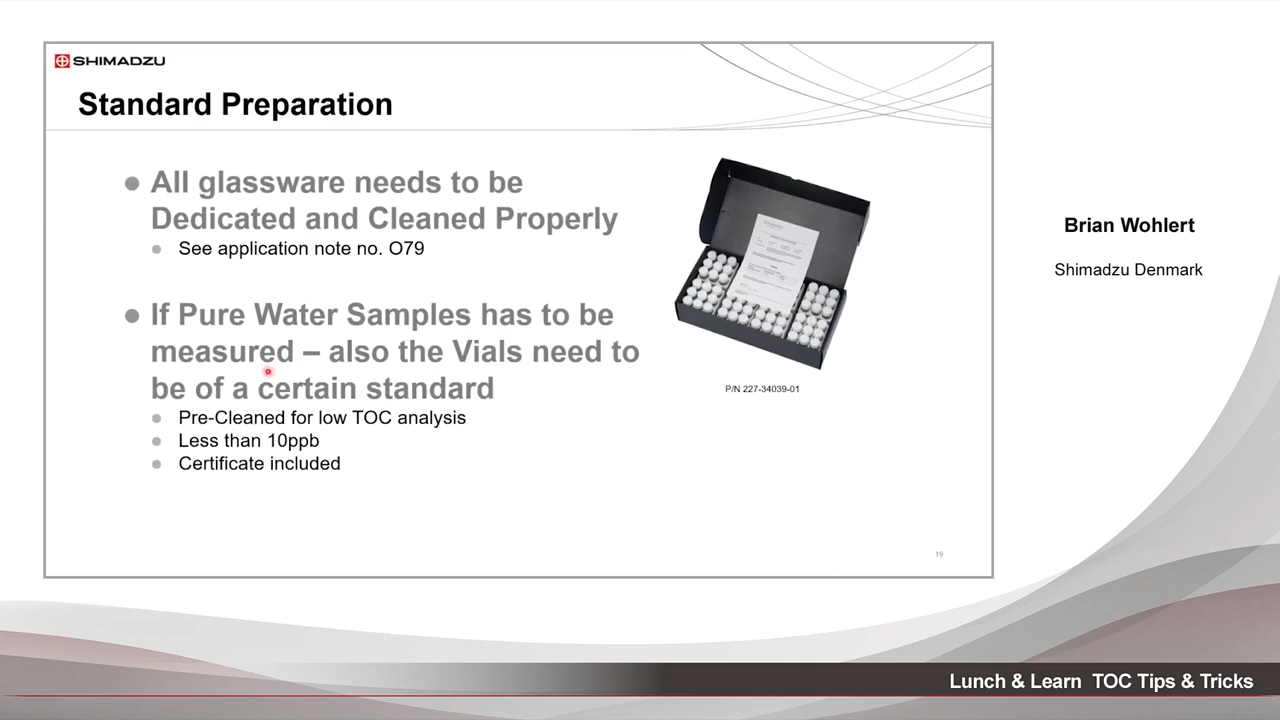 SHIMADZU
Standard Preparation
All glassware needs to be
Dedicated and Cleaned Properly
See application note no. O79
If Pure Water Samples has to be
measured – also the Vials need to
be of a certain standard
Pre-Cleaned for low TOC analysis
Less than 10ppb
Certificate included
P/N 227-34039-01
19
Brian Wohlert
Shimadzu Denmark
Lunch & Learn TOC Tips & Tricks